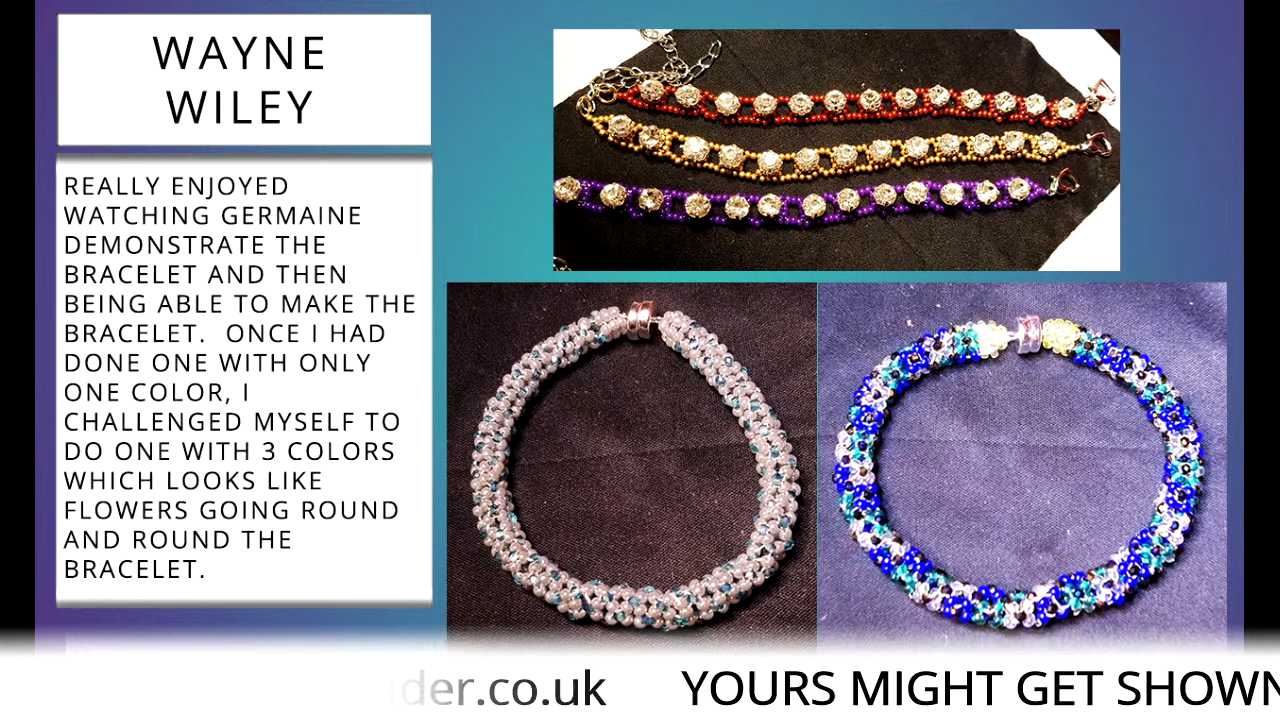 WAYNE
WILEY
REALLY ENJOYED
WATCHING GERMAINE
DEMONSTRATE THE
BRACELET AND THEN
BEING ABLE TO MAKE THE
BRACELET. ONCE I HAD
DONE ONE WITH ONLY
ONE COLOR, I
CHALLENGED MYSELF TO
DO ONE WITH 3 COLORS
WHICH LOOKS LIKE
FLOWERS GOING ROUND
AND ROUND THE
BRACELET.
der.co.uk YOURS MIGHT GET SHOWN